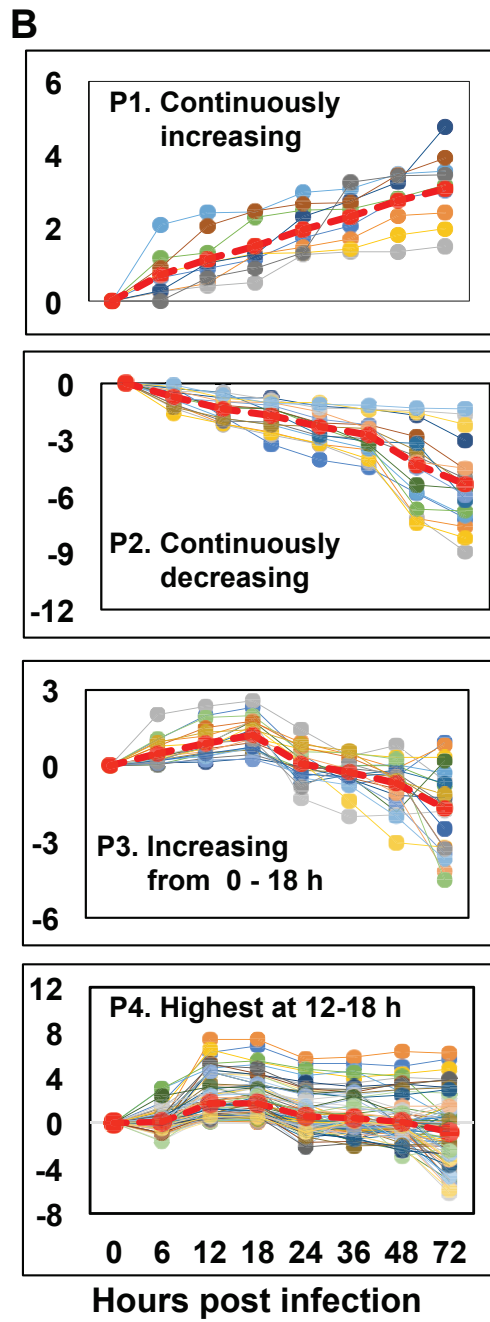 B
6
P1. Continuously
increasing
4
2
0
0
-3
-6
P2. Continuously
decreasing
-9
-12
3
0
-3
P3. Increasing
from 0 - 18 h
-6
12
P4. Highest at 12-18 h
8
4
0
-4
-8
0 6 12 18 24 36 48 72
Hours post infection